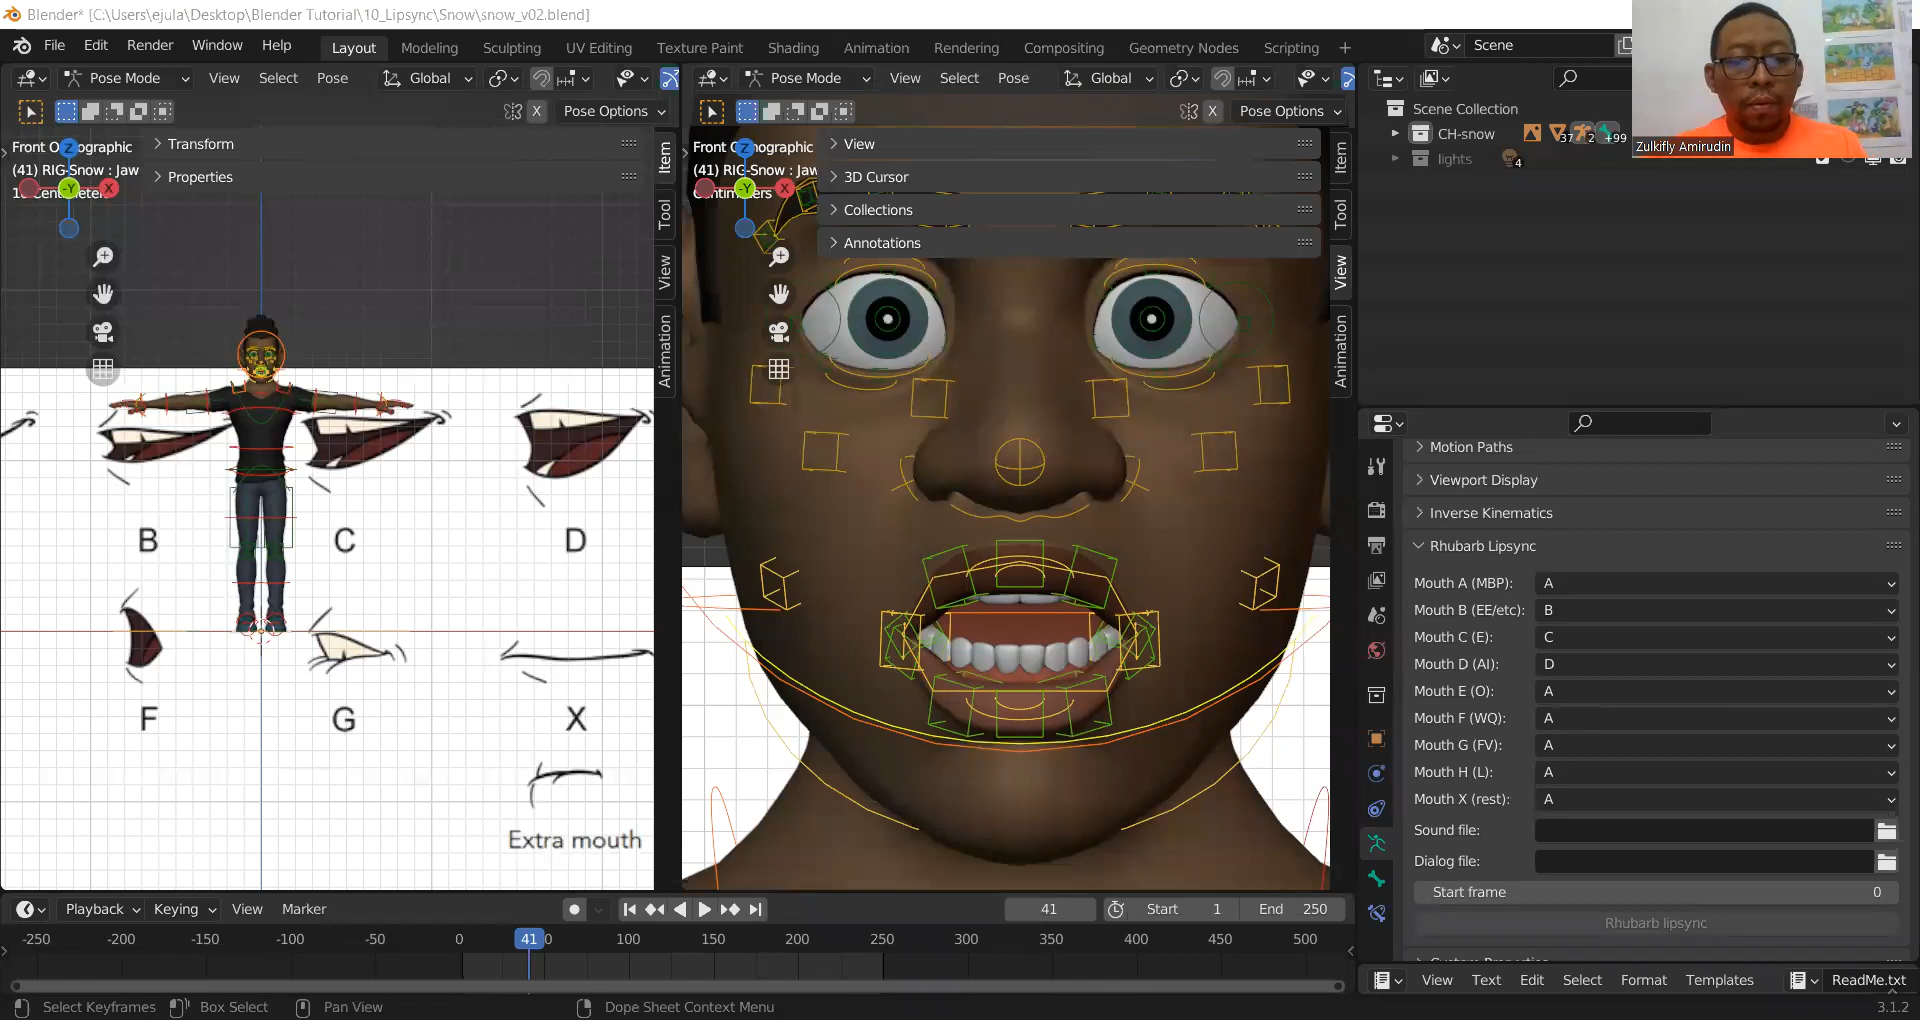 Blender* [C:\Users\ejula\Desktop\Blender Tutorial\10_Lipsync\Snow\snow_v02.blend]
File Edit Render Window Help Layout Modeling Sculpting UV Editing Texture Paint Shading Animation Rendering Compositing Geometry Nodes Scripting + Scene
Pose Mode View Select Pose Global
Pose Mode View Select Pose Global
X Pose Options
X Pose Options
Scene Collection
CH-snow 37 2 +99
lights 4
Zulkifly Amirudin
(41) RIG-Snow : Jaw
Z
-Y X
Transform
Properties
Item
Tool
View
Animation
B C D
F G X
Extra mouth
(41) RIG-Snow : Jaw
Z
-Y X
View
3D Cursor
Collections
Annotations
Item
Tool
View
Animation
Motion Paths
Viewport Display
Inverse Kinematics
Rhubarb Lipsync
Mouth A (MBP): A
Mouth B (EE/etc): B
Mouth C (E): C
Mouth D (AI): D
Mouth E (O): A
Mouth F (WQ): A
Mouth G (FV): A
Mouth H (L): A
Mouth X (rest): A
Sound file:
Dialog file:
Start frame 0
Rhubarb lipsync
Playback Keying View Marker 41 Start 1 End 250
-250 -200 -150 -100 -50 0 41 100 150 200 250 300 350 400 450 500
View Text Edit Select Format Templates ReadMe.txt
Select Keyframes Box Select Pan View Dope Sheet Context Menu 3.1.2